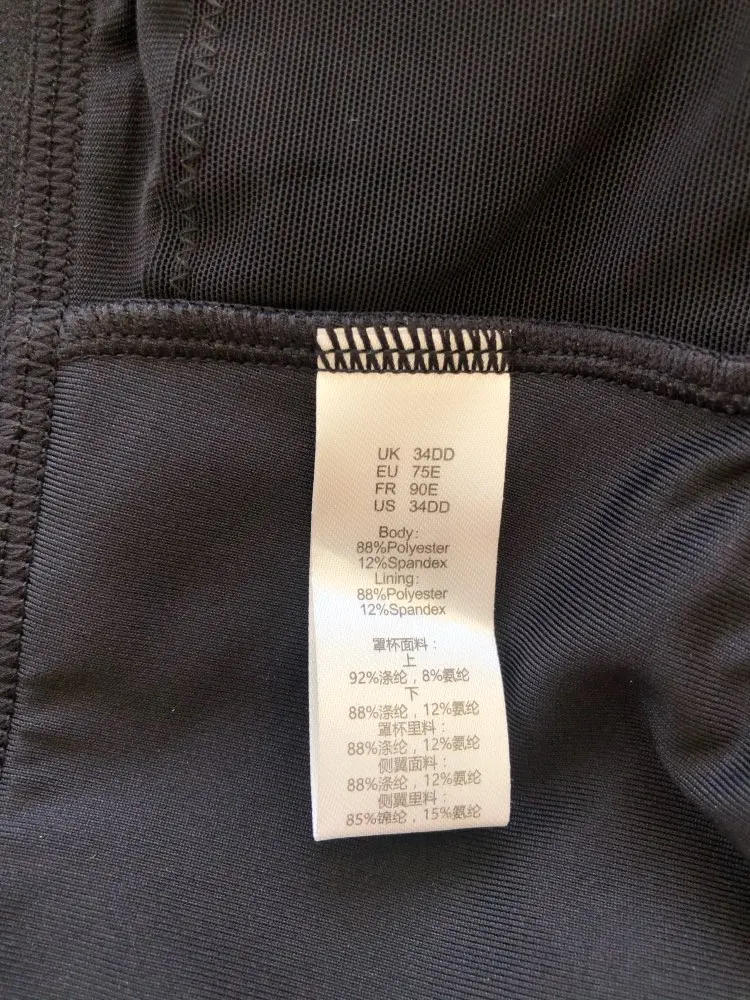 UK 34DD
EU 75E
FR 90E
US 34DD
Body:
88%Polyester
12%Spandex
Lining:
88%Polyester
12%Spandex
罩杯面料：
上
92%涤纶，8%氨纶
下
88%涤纶，12%氨纶
罩杯里料：
88%涤纶，12%氨纶
侧翼面料：
88%涤纶，12%氨纶
侧翼里料：
85%锦纶，15%氨纶